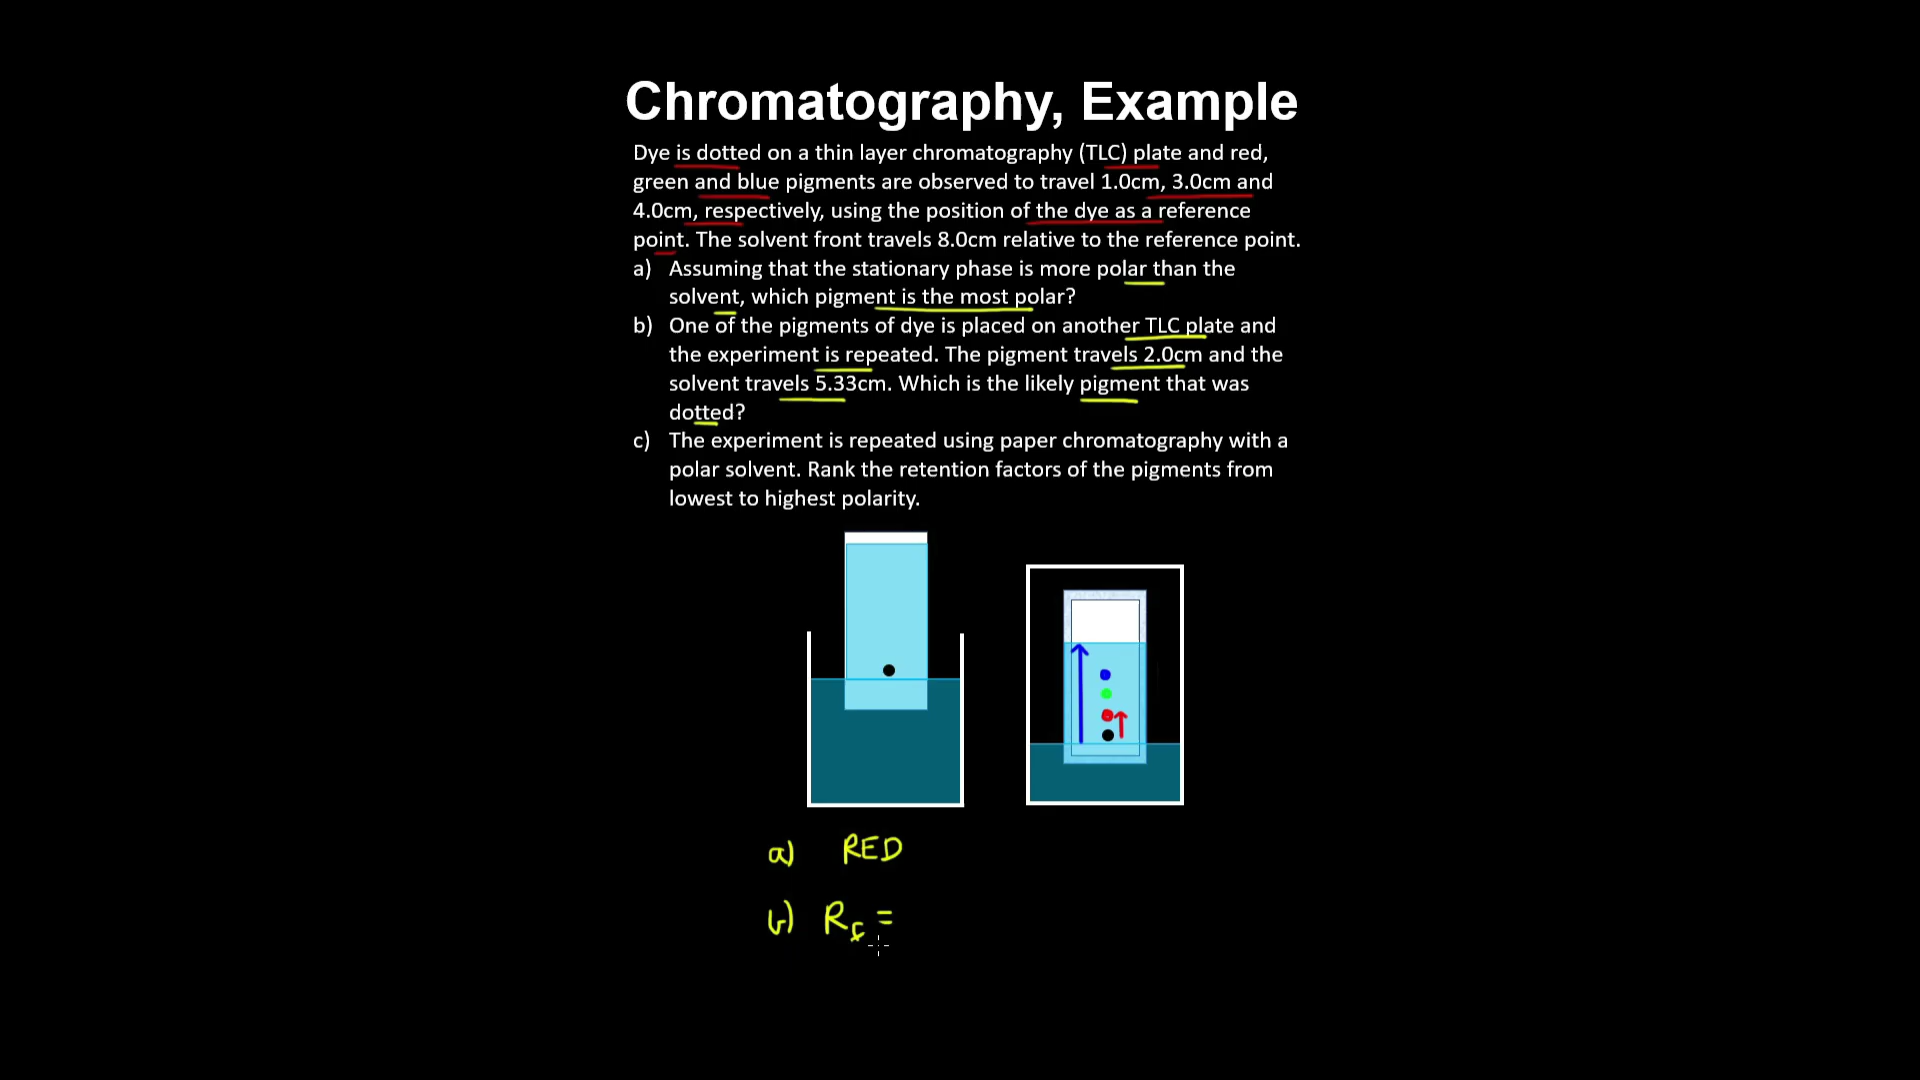 Chromatography, Example
Dye is dotted on a thin layer chromatography (TLC) plate and red,
green and blue pigments are observed to travel 1.0cm, 3.0cm and
4.0cm, respectively, using the position of the dye as a reference
point. The solvent front travels 8.0cm relative to the reference point.
a) Assuming that the stationary phase is more polar than the
solvent, which pigment is the most polar?
b) One of the pigments of dye is placed on another TLC plate and
the experiment is repeated. The pigment travels 2.0cm and the
solvent travels 5.33cm. Which is the likely pigment that was
dotted?
c) The experiment is repeated using paper chromatography with a
polar solvent. Rank the retention factors of the pigments from
lowest to highest polarity.
a) RED
b) Rf =